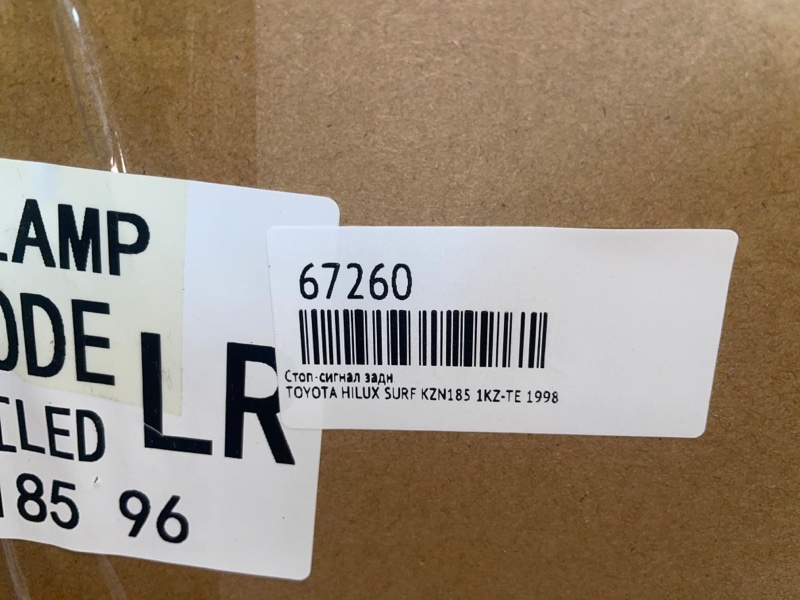 LAMP
ODE
LR
LED
185 96
67260
Стоп-сигнал задн
TOYOTA HILUX SURF KZN185 1KZ-TE 1998